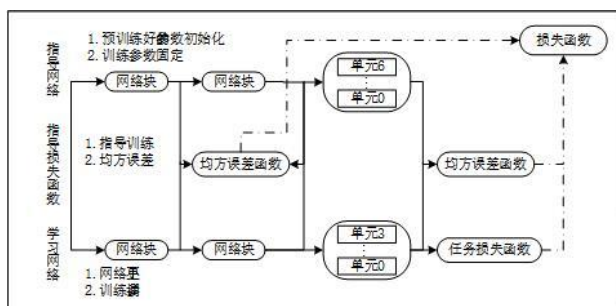 指导网络
1. 预训练好的参数初始化
2. 训练参数固定
网络块
网络块
单元6
单元0
损失函数
指导损失函数
1. 指导训练
2. 均方误差
均方误差函数
均方误差函数
学习网络
网络块
网络块
单元3
单元0
任务损失函数
1. 网络更
2. 训练